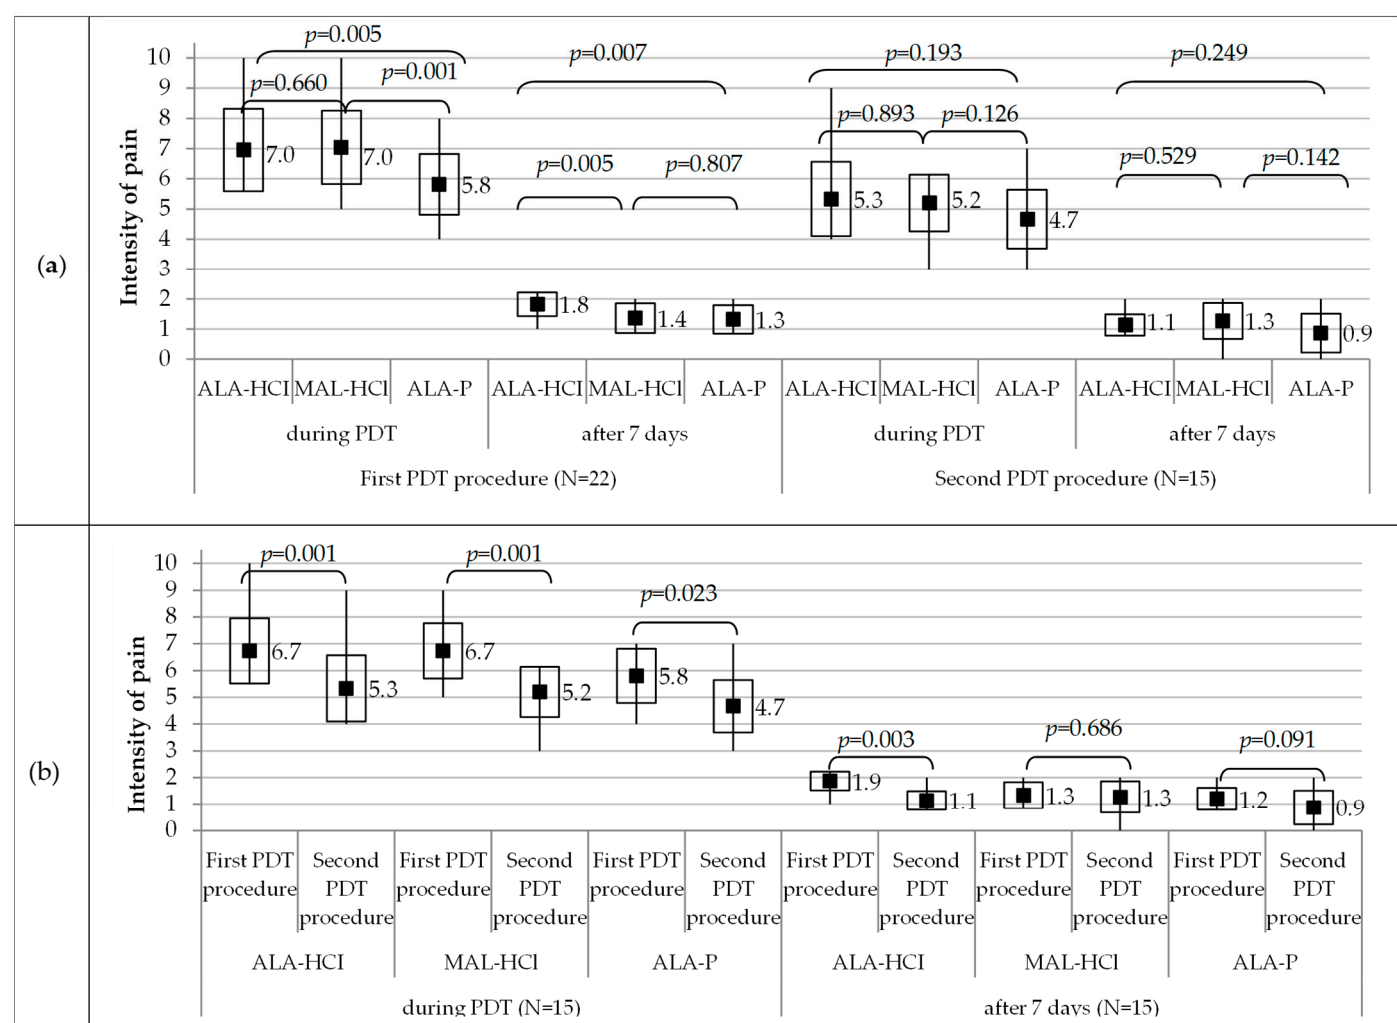 (a)
Intensity of pain
10
9
8
7
6
5
4
3
2
1
0
p=0.005
p=0.660
p=0.001
p=0.007
p=0.005
p=0.807
p=0.193
p=0.893
p=0.126
p=0.249
p=0.529
p=0.142
7.0
7.0
5.8
1.8
1.4
1.3
5.3
5.2
4.7
1.1
1.3
0.9
ALA-HCI MAL-HCl ALA-P ALA-HCI MAL-HCl ALA-P ALA-HCI MAL-HCl ALA-P ALA-HCI MAL-HCl ALA-P
during PDT after 7 days during PDT after 7 days
First PDT procedure (N=22) Second PDT procedure (N=15)
(b)
Intensity of pain
10
9
8
7
6
5
4
3
2
1
0
p=0.001
p=0.001
p=0.023
p=0.003
p=0.686
p=0.091
6.7
5.3
6.7
5.2
5.8
4.7
1.9
1.1
1.3
1.3
1.2
0.9
First PDT Second First PDT Second First PDT Second First PDT Second First PDT Second First PDT Second
procedure PDT procedure PDT procedure PDT procedure PDT procedure PDT procedure PDT
procedure procedure procedure procedure procedure procedure
ALA-HCI MAL-HCl ALA-P ALA-HCI MAL-HCl ALA-P
during PDT (N=15) after 7 days (N=15)